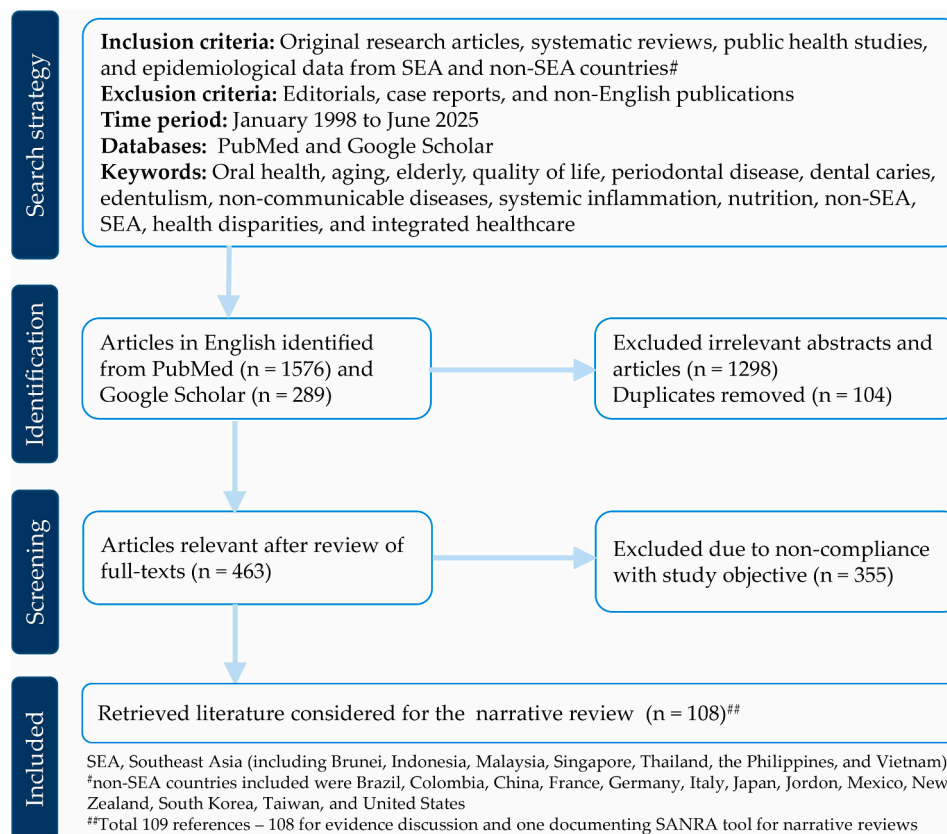 Search strategy
Inclusion criteria: Original research articles, systematic reviews, public health studies,
and epidemiological data from SEA and non-SEA countries#
Exclusion criteria: Editorials, case reports, and non-English publications
Time period: January 1998 to June 2025
Databases: PubMed and Google Scholar
Keywords: Oral health, aging, elderly, quality of life, periodontal disease, dental caries,
edentulism, non-communicable diseases, systemic inflammation, nutrition, non-SEA,
SEA, health disparities, and integrated healthcare
Identification
Articles in English identified
from PubMed (n = 1576) and
Google Scholar (n = 289)
Excluded irrelevant abstracts and
articles (n = 1298)
Duplicates removed (n = 104)
Screening
Articles relevant after review of
full-texts (n = 463)
Excluded due to non-compliance
with study objective (n = 355)
Included
Retrieved literature considered for the narrative review (n = 108)##
SEA, Southeast Asia (including Brunei, Indonesia, Malaysia, Singapore, Thailand, the Philippines, and Vietnam)
#non-SEA countries included were Brazil, Colombia, China, France, Germany, Italy, Japan, Jordon, Mexico, New
Zealand, South Korea, Taiwan, and United States
##Total 109 references – 108 for evidence discussion and one documenting SANRA tool for narrative reviews